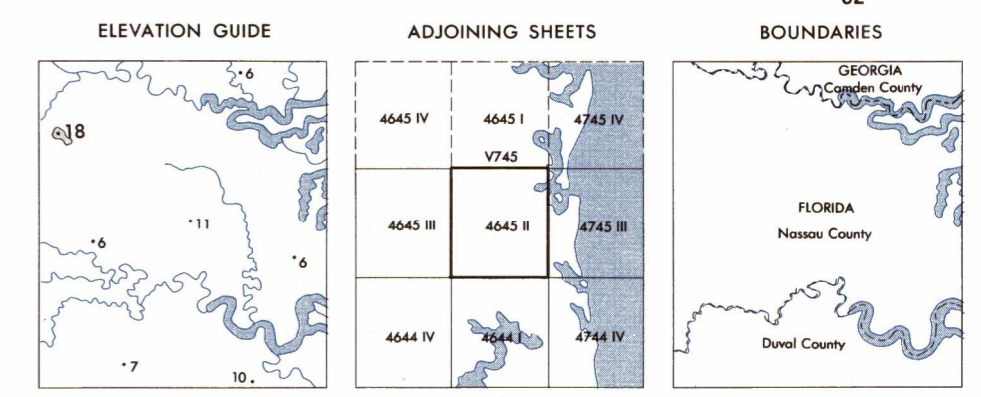 ELEVATION GUIDE
6
18
11
6
6
7
10
ADJOINING SHEETS
4645 IV
4645 I
4745 IV
V745
4645 III
4645 II
4745 III
4644 IV
4644 I
4744 IV
BOUNDARIES
GEORGIA
Camden County
FLORIDA
Nassau County
Duval County